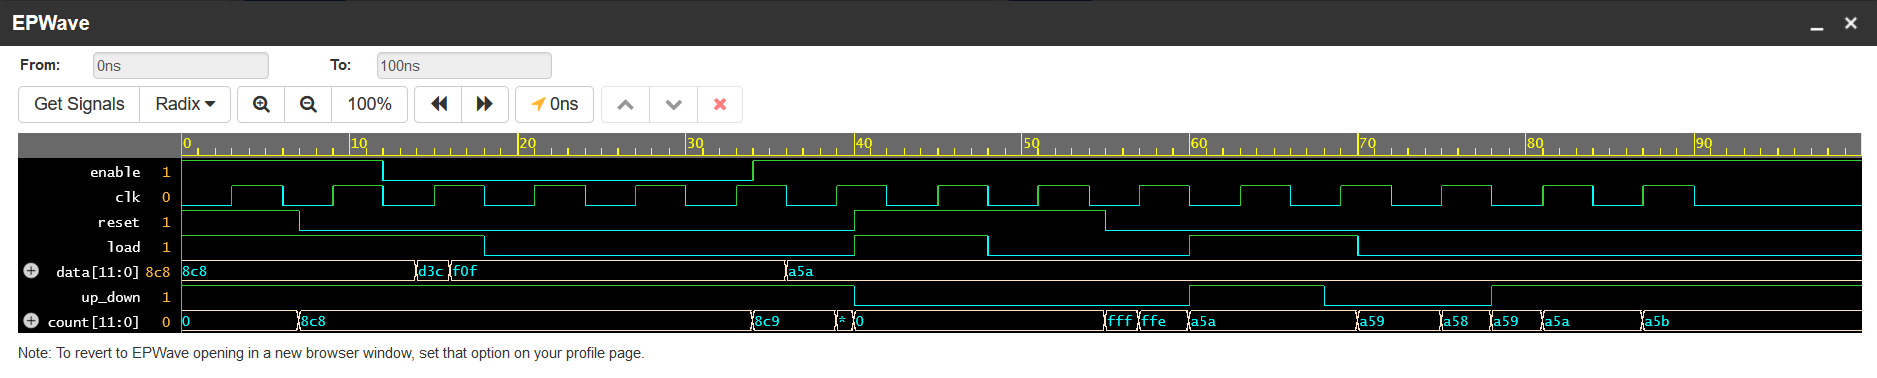 EPWave
From: 0ns To: 100ns
Get Signals Radix 100% 0ns
0 10 20 30 40 50 60 70 80 90
enable 1
clk 0
reset 1
load 1
data[11:0] 8c8 8c8 d3c f0f a5a
up_down 1
count[11:0] 0 0 8c8 8c9 * 0 fff ffe a5a a59 a58 a59 a5a a5b
Note: To revert to EPWave opening in a new browser window, set that option on your profile page.